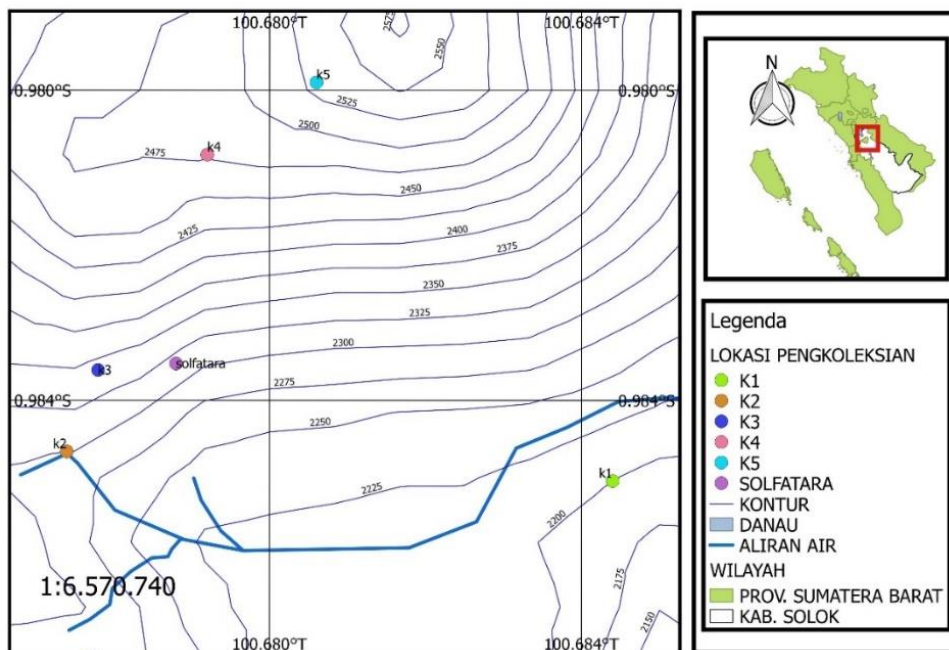 100.680°T 100.684°T
2575
2550
k5
0.980°S 0.980°S
2525
2500
k4
2475
2450
2425
2400
2375
2350
2325
2300
k3 solfatara
2275
0.984°S 0.984°S
2250
k2
2225
k1
2200
2175
2150
1:6.570.740
100.680°T 100.684°T
N
Legenda
LOKASI PENGKOLEKSIAN
K1
K2
K3
K4
K5
SOLFATARA
KONTUR
DANAU
ALIRAN AIR
WILAYAH
PROV. SUMATERA BARAT
KAB. SOLOK